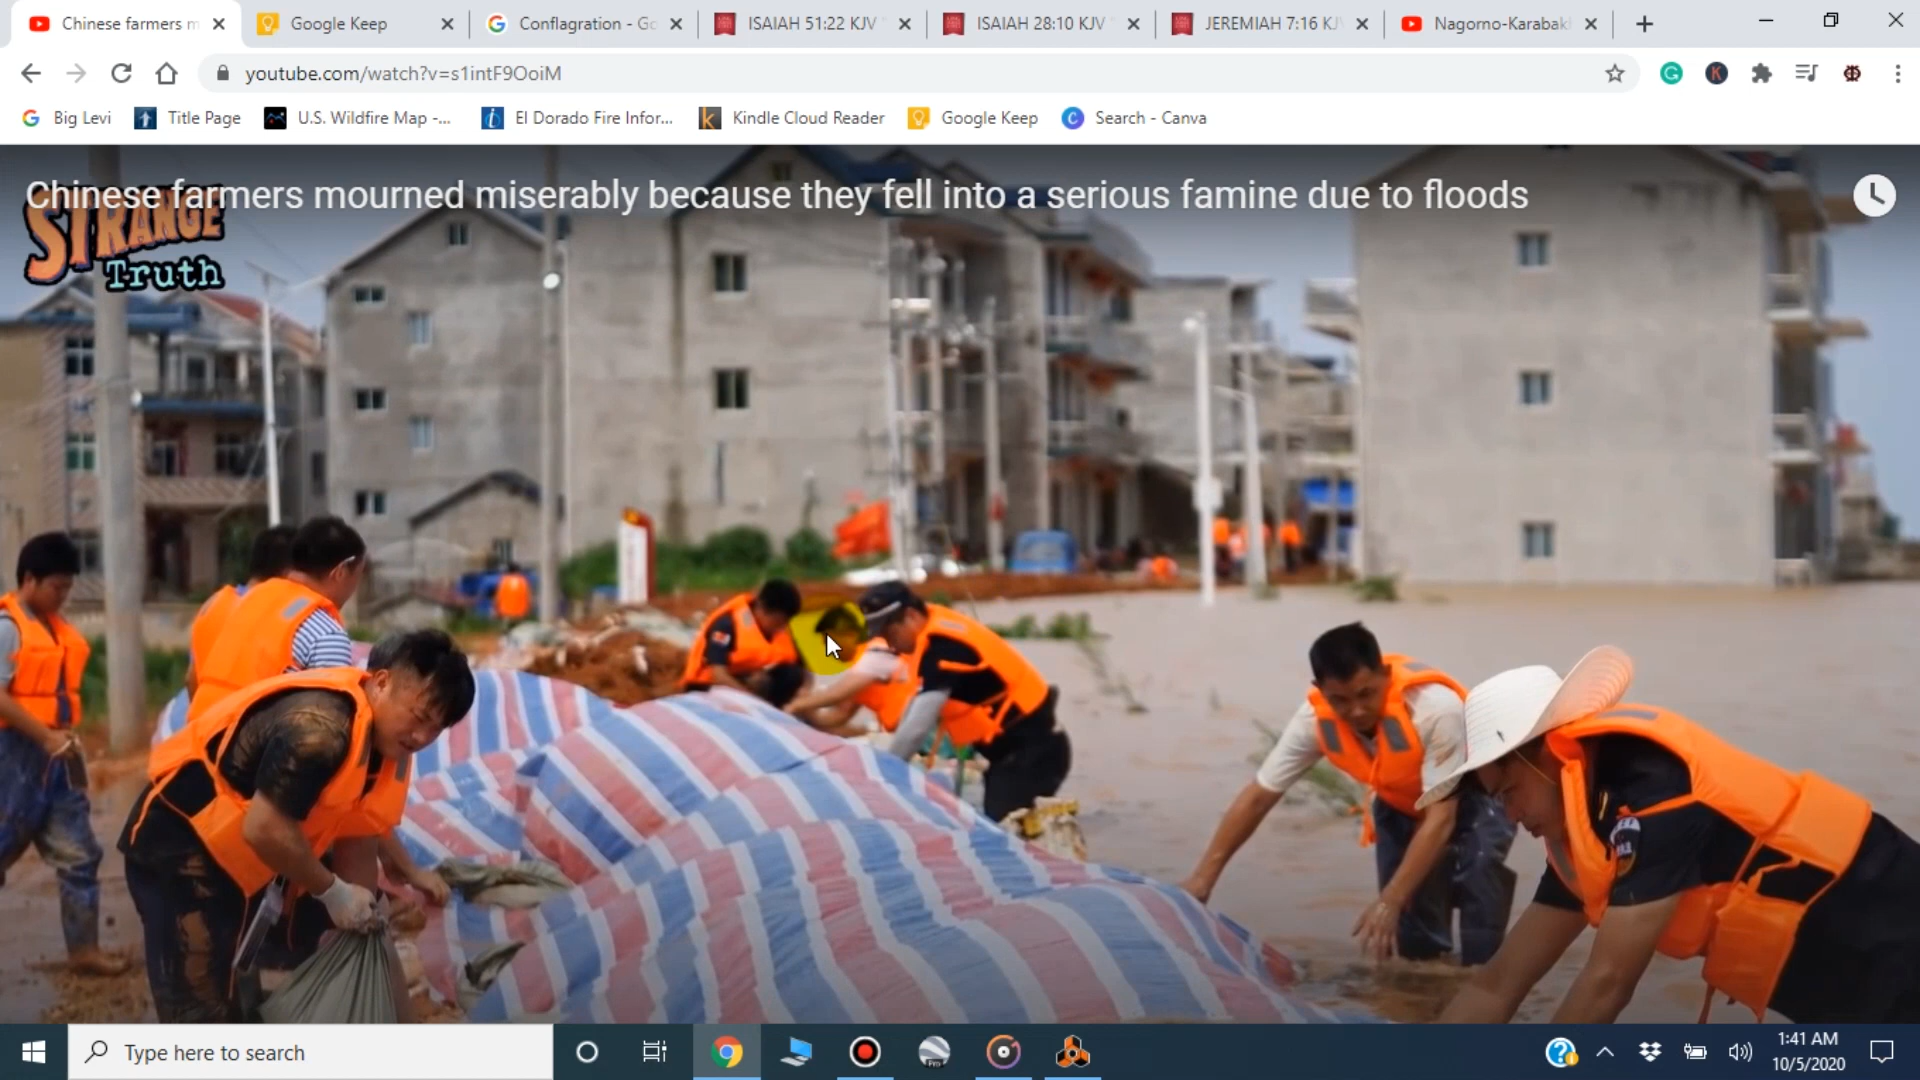 Chinese farmers m
Google Keep
Conflagration - Go
ISAIAH 51:22 KJV "
ISAIAH 28:10 KJV "
JEREMIAH 7:16 KJV
Nagorno-Karabak
youtube.com/watch?v=s1intF9OoiM
Big Levi
Title Page
U.S. Wildfire Map -...
El Dorado Fire Infor...
Kindle Cloud Reader
Google Keep
Search - Canva
Chinese farmers mourned miserably because they fell into a serious famine due to floods
STRANGE
Truth
Type here to search
1:41 AM
10/5/2020